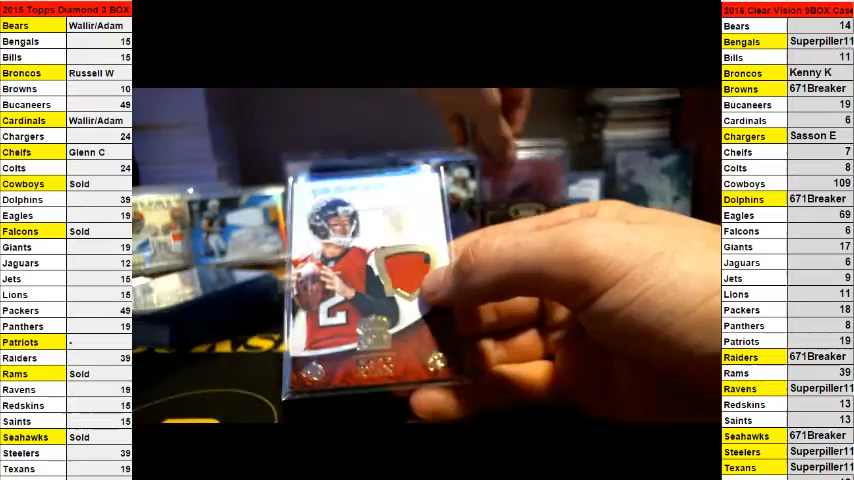 2015 Topps Diamond 3 BOX
Bears Wallir/Adam
Bengals 15
Bills 15
Broncos Russell W
Browns 10
Bucaneers 49
Cardinals Wallir/Adam
Chargers 24
Cheifs Glenn C
Colts 24
Cowboys Sold
Dolphins 39
Eagles 19
Falcons Sold
Giants 19
Jaguars 12
Jets 15
Lions 15
Packers 49
Panthers 19
Patriots -
Raiders 39
Rams Sold
Ravens 19
Redskins 15
Saints 15
Seahawks Sold
Steelers 39
Texans 19
2
2016 Clear Vision 9BOX Case
Bears 14
Bengals Superpiller11
Bills 11
Broncos Kenny K
Browns 671Breaker
Bucaneers 19
Cardinals 6
Chargers Sasson E
Cheifs 7
Colts 8
Cowboys 109
Dolphins 671Breaker
Eagles 69
Falcons 6
Giants 17
Jaguars 6
Jets 9
Lions 11
Packers 18
Panthers 8
Patriots 19
Raiders 671Breaker
Rams 39
Ravens Superpiller11
Redskins 13
Saints 13
Seahawks 671Breaker
Steelers Superpiller11
Texans Superpiller11